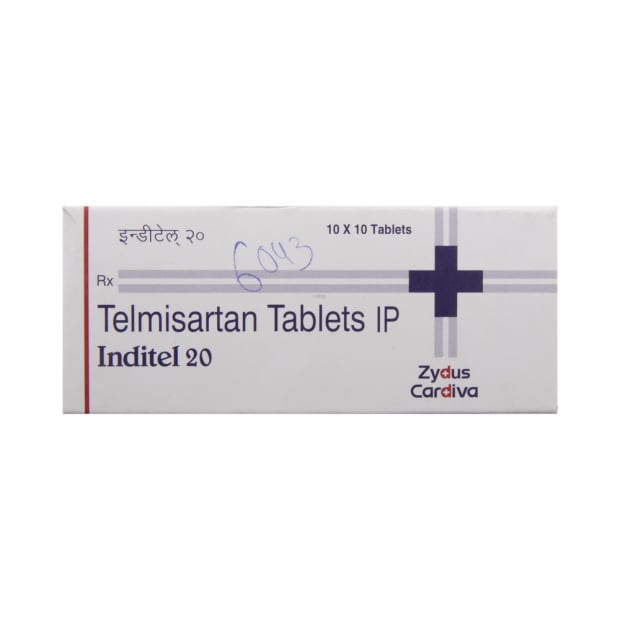 इन्डीटेल् २०
10 X 10 Tablets
6043
Rx
Telmisartan Tablets IP
Inditel 20
Zydus
Cardiva